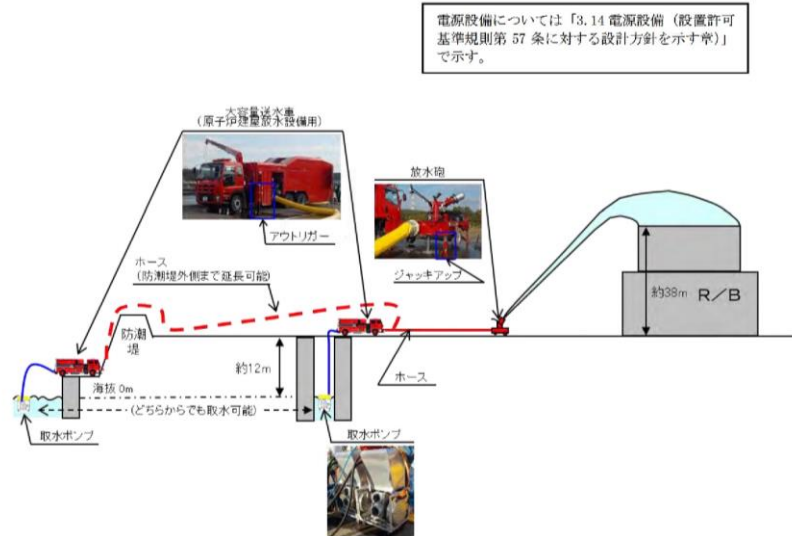 電源設備については「3.14 電源設備（設置許可
基準規則第 57 条に対する設計方針を示す章）」
で示す。
大容量送水車
（原子炉建屋放水設備用）
放水砲
アウトリガー
ジャッキアップ
ホース
（防潮堤外側まで延長可能）
約38m
R/B
防潮
堤
約12m
ホース
海抜 0m
（どちらからでも取水可能）
取水ポンプ
取水ポンプ